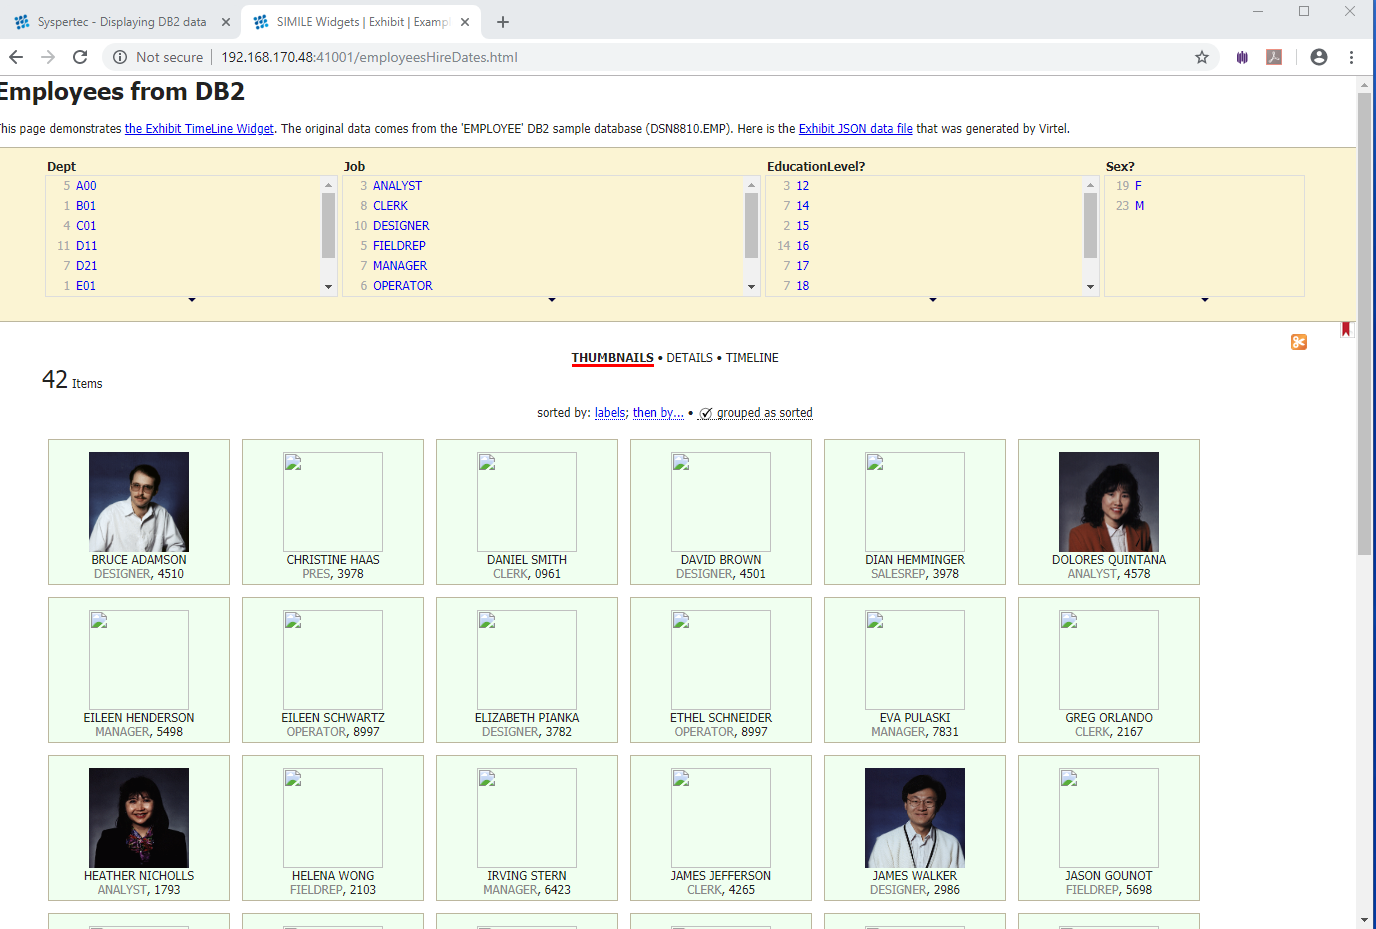 Syspertec - Displaying DB2 data
SIMILE Widgets | Exhibit | Examp
Not secure
192.168.170.48:41001/employeesHireDates.html
Employees from DB2
This page demonstrates the Exhibit TimeLine Widget. The original data comes from the 'EMPLOYEE' DB2 sample database (DSN8810.EMP). Here is the Exhibit JSON data file that was generated by Virtel.
Dept
5 A00
1 B01
4 C01
11 D11
7 D21
1 E01
Job
3 ANALYST
8 CLERK
10 DESIGNER
5 FIELDREP
7 MANAGER
6 OPERATOR
EducationLevel?
3 12
7 14
2 15
14 16
7 17
7 18
Sex?
19 F
23 M
THUMBNAILS • DETAILS • TIMELINE
42 Items
sorted by: labels; then by... • grouped as sorted
BRUCE ADAMSON
DESIGNER, 4510
CHRISTINE HAAS
PRES, 3978
DANIEL SMITH
CLERK, 0961
DAVID BROWN
DESIGNER, 4501
DIAN HEMMINGER
SALESREP, 3978
DOLORES QUINTANA
ANALYST, 4578
EILEEN HENDERSON
MANAGER, 5498
EILEEN SCHWARTZ
OPERATOR, 8997
ELIZABETH PIANKA
DESIGNER, 3782
ETHEL SCHNEIDER
OPERATOR, 8997
EVA PULASKI
MANAGER, 7831
GREG ORLANDO
CLERK, 2167
HEATHER NICHOLLS
ANALYST, 1793
HELENA WONG
FIELDREP, 2103
IRVING STERN
MANAGER, 6423
JAMES JEFFERSON
CLERK, 4265
JAMES WALKER
DESIGNER, 2986
JASON GOUNOT
FIELDREP, 5698